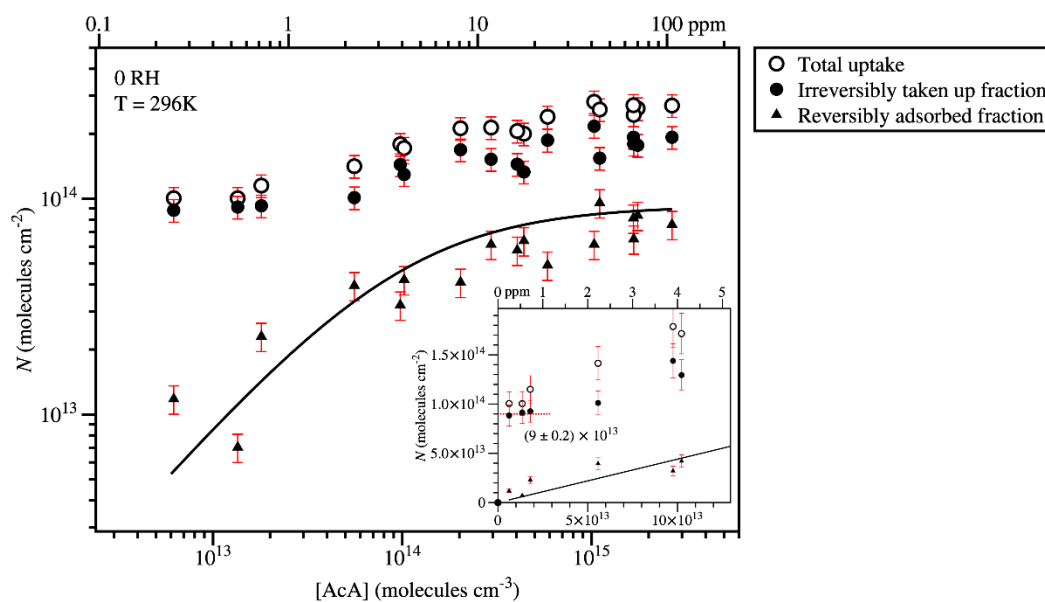 0.1 1 10 100 ppm
0 RH
T = 296K
Total uptake
Irreversibly taken up fraction
Reversibly adsorbed fraction
N (molecules cm⁻²)
10¹⁴
10¹³
10¹³ 10¹⁴ 10¹⁵
[AcA] (molecules cm⁻³)
0 ppm 1 2 3 4 5
N (molecules cm⁻²)
1.5×10¹⁴
1.0×10¹⁴
5.0×10¹³
0
(9 ± 0.2) × 10¹³
0 5×10¹³ 10×10¹³